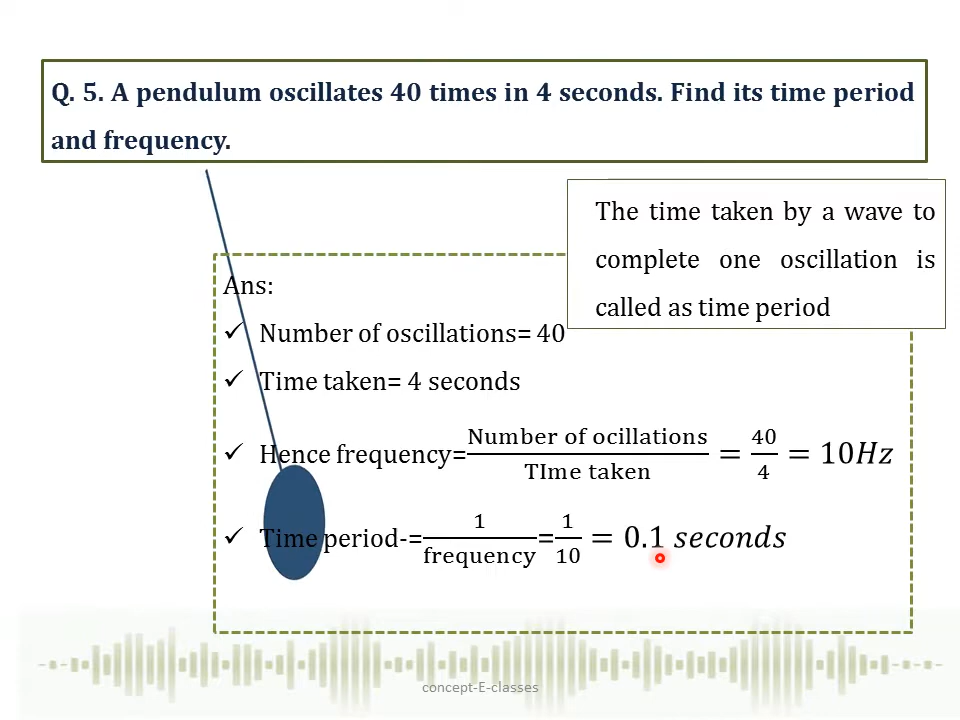 Q. 5. A pendulum oscillates 40 times in 4 seconds. Find its time period
and frequency.
The time taken by a wave to
complete one oscillation is
called as time period
Ans:
✓ Number of oscillations= 40
✓ Time taken= 4 seconds
✓ Hence frequency=Number of ocillations/TIme taken = 40/4 = 10Hz
✓ Time period-=1/frequency=1/10 = 0.1 seconds
concept-E-classes